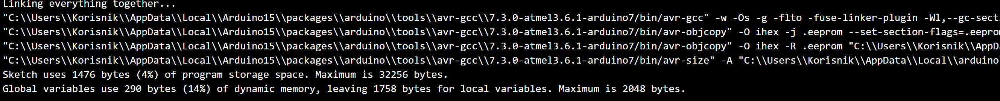 Linking everything together...
"C:\\Users\\Korisnik\\AppData\\Local\\Arduino15\\packages\\arduino\\tools\\avr-gcc\\7.3.0-atmel3.6.1-arduino7/bin/avr-gcc" -w -Os -g -flto -fuse-linker-plugin -Wl,--gc-sect
"C:\\Users\\Korisnik\\AppData\\Local\\Arduino15\\packages\\arduino\\tools\\avr-gcc\\7.3.0-atmel3.6.1-arduino7/bin/avr-objcopy" -O ihex -j .eeprom --set-section-flags=.eepro
"C:\\Users\\Korisnik\\AppData\\Local\\Arduino15\\packages\\arduino\\tools\\avr-gcc\\7.3.0-atmel3.6.1-arduino7/bin/avr-objcopy" -O ihex -R .eeprom "C:\\Users\\Korisnik\\AppD
"C:\\Users\\Korisnik\\AppData\\Local\\Arduino15\\packages\\arduino\\tools\\avr-gcc\\7.3.0-atmel3.6.1-arduino7/bin/avr-size" -A "C:\\Users\\Korisnik\\AppData\\Local\\arduino
Sketch uses 1476 bytes (4%) of program storage space. Maximum is 32256 bytes.
Global variables use 290 bytes (14%) of dynamic memory, leaving 1758 bytes for local variables. Maximum is 2048 bytes.